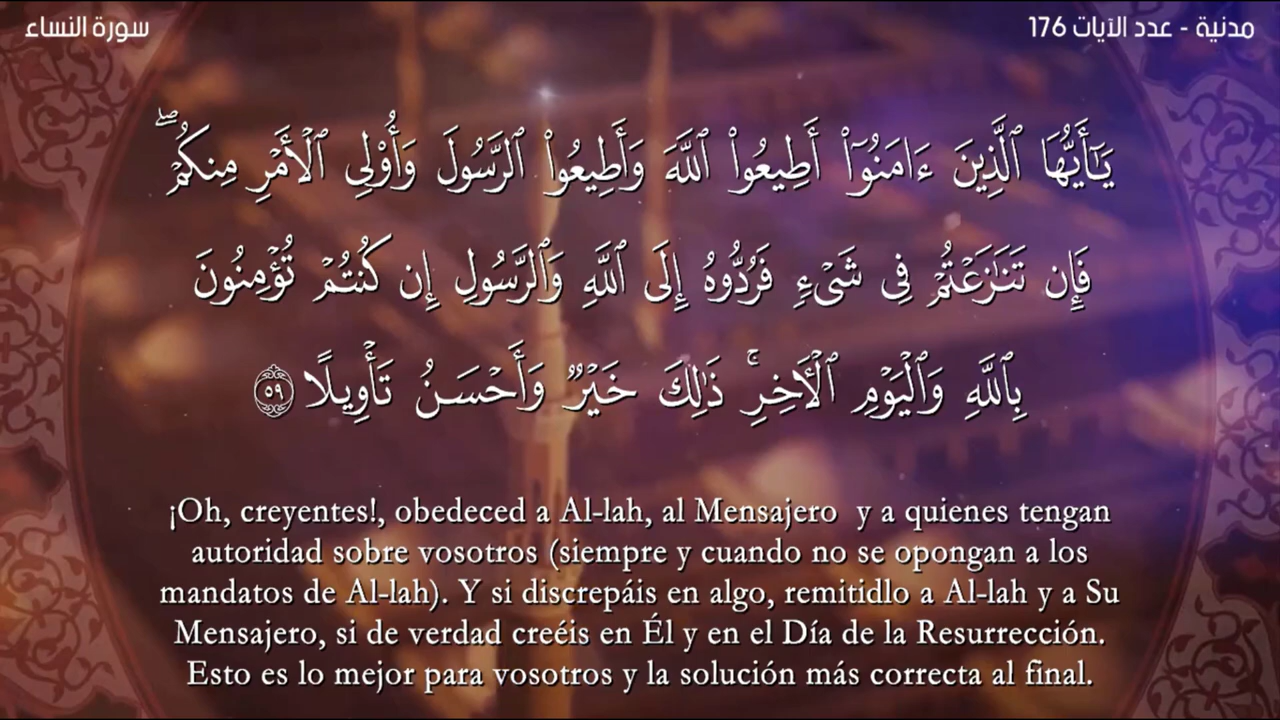 سورة النساء
مدنية - عدد الآيات 176
يَـٰٓأَيُّهَا ٱلَّذِينَ ءَامَنُوٓا۟ أَطِيعُوا۟ ٱللَّهَ وَأَطِيعُوا۟ ٱلرَّسُولَ وَأُو۟لِى ٱلْأَمْرِ مِنكُمْ ۖ
فَإِن تَنَـٰزَعْتُمْ فِى شَىْءٍ فَرُدُّوهُ إِلَى ٱللَّهِ وَٱلرَّسُولِ إِن كُنتُمْ تُؤْمِنُونَ
بِٱللَّهِ وَٱلْيَوْمِ ٱلْـَٔاخِرِ ۚ ذَٰلِكَ خَيْرٌ وَأَحْسَنُ تَأْوِيلًا ٥٩
¡Oh, creyentes!, obedeced a Al-lah, al Mensajero y a quienes tengan
autoridad sobre vosotros (siempre y cuando no se opongan a los
mandatos de Al-lah). Y si discrepáis en algo, remitidlo a Al-lah y a Su
Mensajero, si de verdad creéis en Él y en el Día de la Resurrección.
Esto es lo mejor para vosotros y la solución más correcta al final.